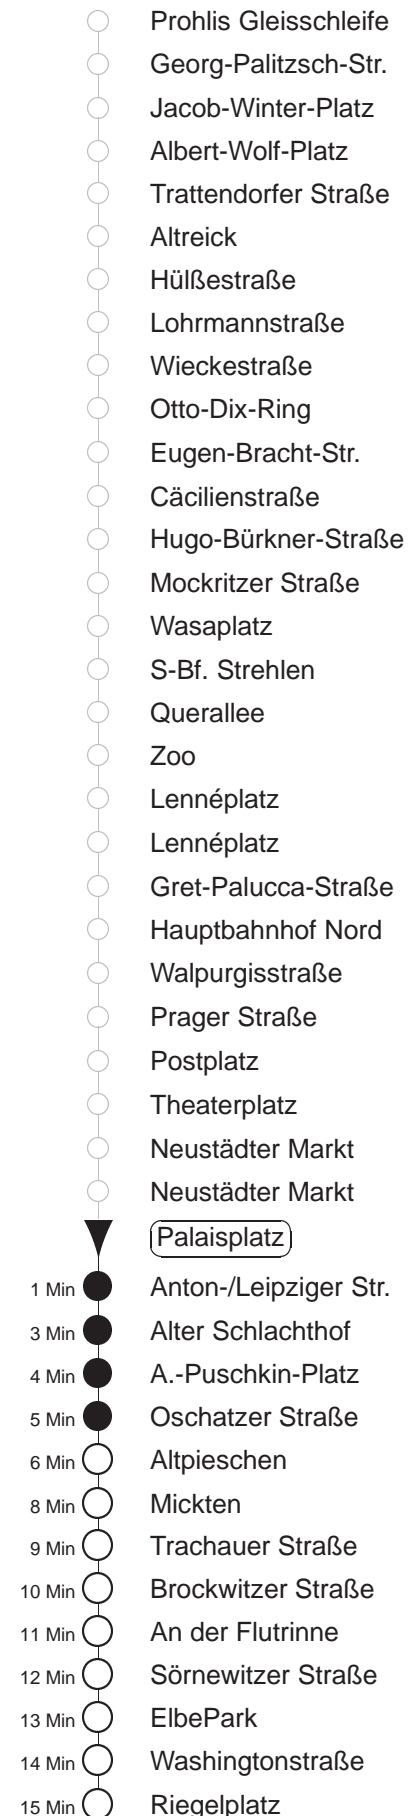 Prohlis Gleisschleife
Georg-Palitzsch-Str.
Jacob-Winter-Platz
Albert-Wolf-Platz
Trattendorfer Straße
Altreick
Hülßestraße
Lohrmannstraße
Wieckestraße
Otto-Dix-Ring
Eugen-Bracht-Str.
Cäcilienstraße
Hugo-Bürkner-Straße
Mockritzer Straße
Wasaplatz
S-Bf. Strehlen
Querallee
Zoo
Lennéplatz
Lennéplatz
Gret-Palucca-Straße
Hauptbahnhof Nord
Walpurgisstraße
Prager Straße
Postplatz
Theaterplatz
Neustädter Markt
Neustädter Markt
Palaisplatz
1 Min Anton-/Leipziger Str.
3 Min Alter Schlachthof
4 Min A.-Puschkin-Platz
5 Min Oschatzer Straße
6 Min Altpieschen
8 Min Mickten
9 Min Trachauer Straße
10 Min Brockwitzer Straße
11 Min An der Flutrinne
12 Min Sörnewitzer Straße
13 Min ElbePark
14 Min Washingtonstraße
15 Min Riegelplatz